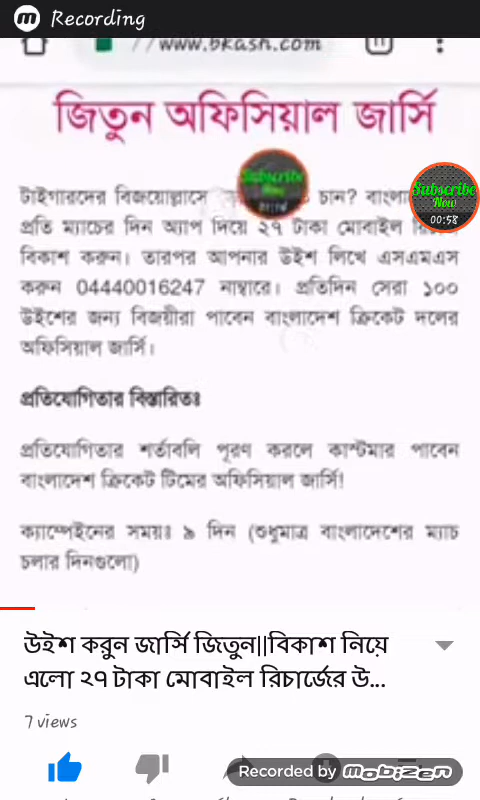 Recording
//www.bkash.com
জিতুন অফিসিয়াল জার্সি
টাইগারদের বিজয়োল্লাসে চান?
Subscribe
Now
Subscribe
Now
00:58
প্রতি ম্যাচের দিন অ্যাপ দিয়ে ২৭ টাকা মোবাইল
বিকাশ করুন। তারপর আপনার উইশ লিখে এসএমএস
করুন 04440016247 নাম্বারে। প্রতিদিন সেরা ১০০
উইশের জন্য বিজয়ীরা পাবেন বাংলাদেশ ক্রিকেট দলের
অফিসিয়াল জার্সি।
প্রতিযোগিতার বিস্তারিতঃ
প্রতিযোগিতার শর্তাবলি পূরণ করলে কাস্টমার পাবেন
বাংলাদেশ ক্রিকেট টিমের অফিসিয়াল জার্সি!
ক্যাম্পেইনের সময়ঃ ৯ দিন (শুধুমাত্র বাংলাদেশের ম্যাচ
চলার দিনগুলো)
উইশ করুন জার্সি জিতুন||বিকাশ নিয়ে
এলো ২৭ টাকা মোবাইল রিচার্জের উ...
7 views
Recorded by mobizen